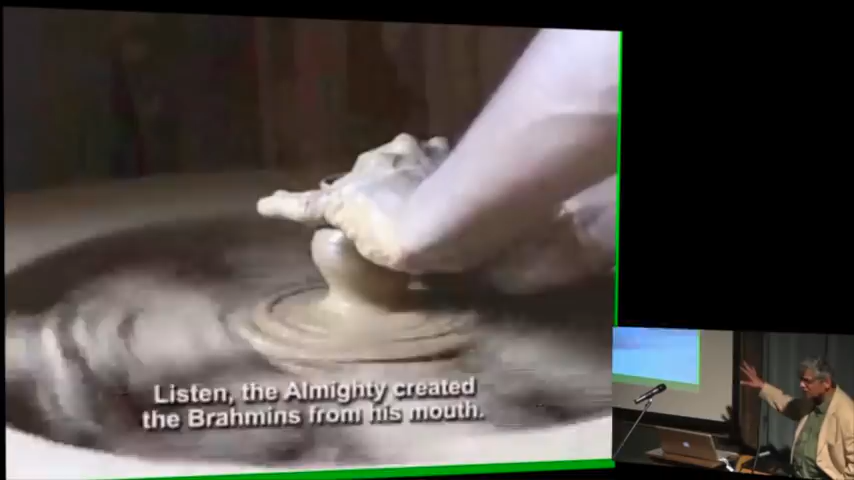 Listen, the Almighty created
the Brahmins from his mouth.